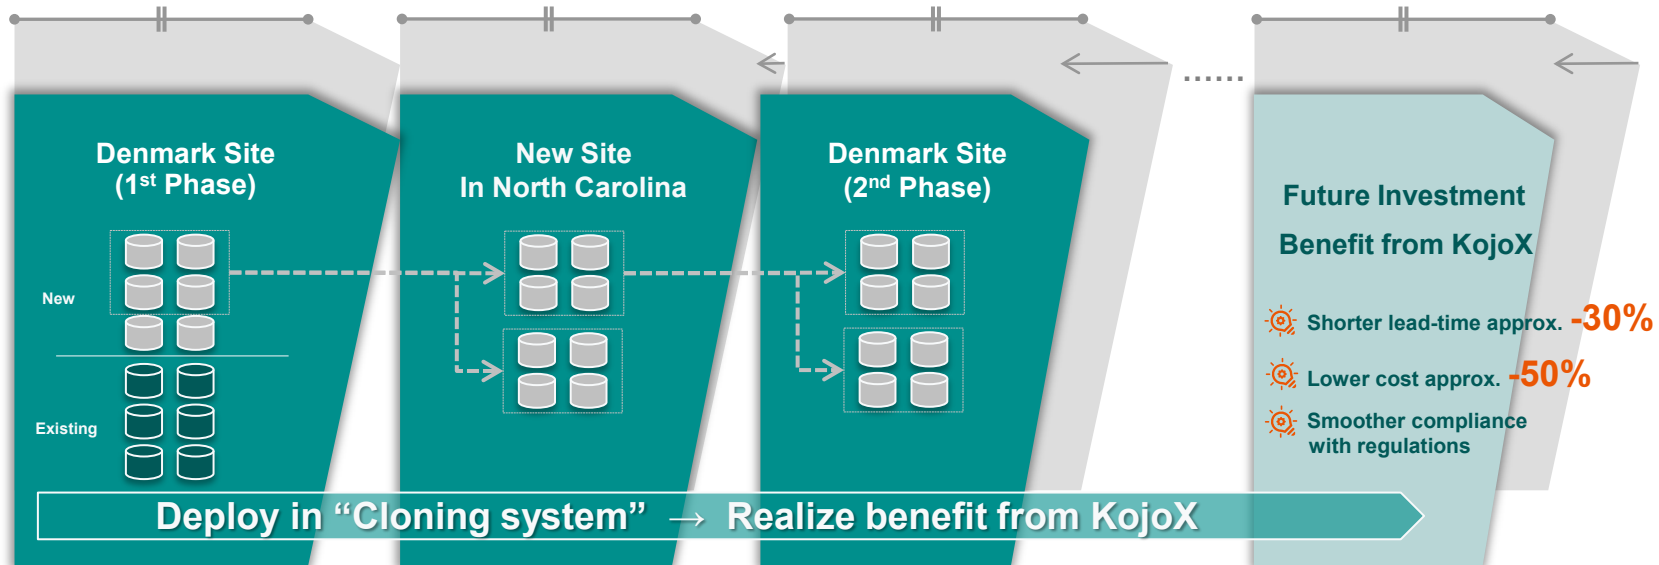 Denmark Site
(1st Phase)
New
Existing
New Site
In North Carolina
Denmark Site
(2nd Phase)
......
Future Investment
Benefit from KojoX
Shorter lead-time approx. -30%
Lower cost approx. -50%
Smoother compliance
with regulations
Deploy in “Cloning system” → Realize benefit from KojoX